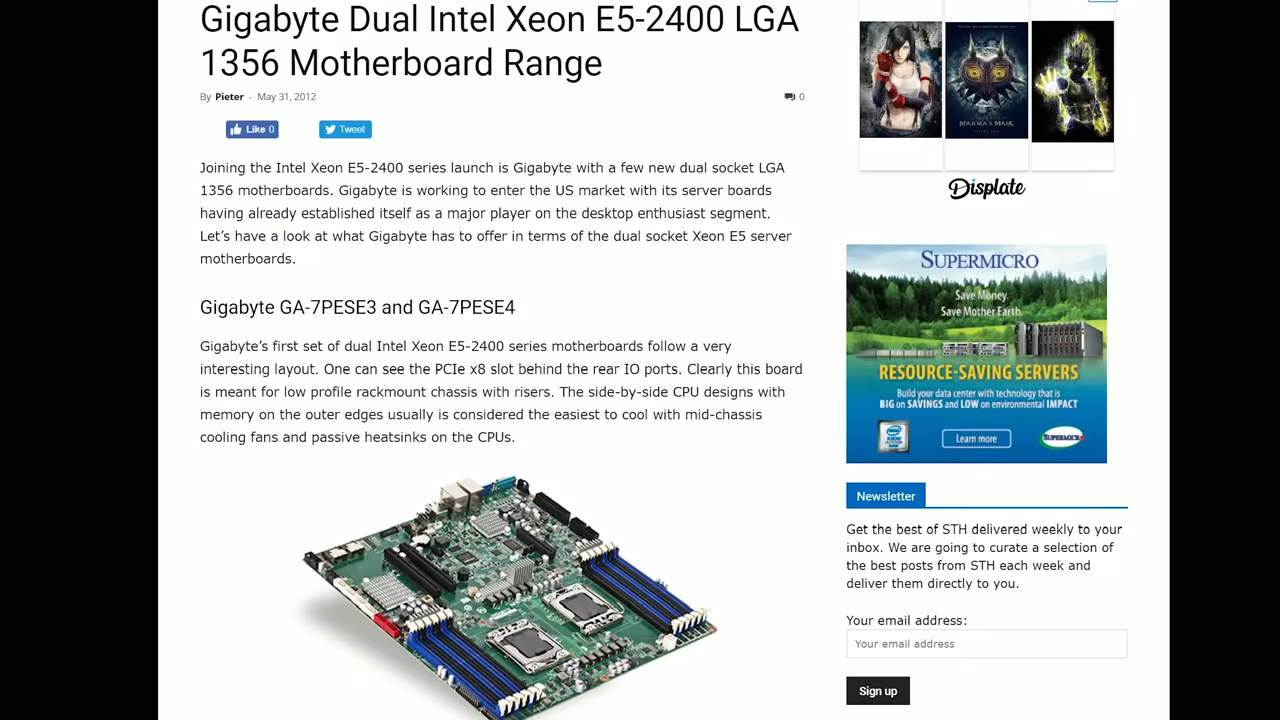 Gigabyte Dual Intel Xeon E5-2400 LGA
1356 Motherboard Range
By Pieter - May 31, 2012
0
Like 0
Tweet
Joining the Intel Xeon E5-2400 series launch is Gigabyte with a few new dual socket LGA
1356 motherboards. Gigabyte is working to enter the US market with its server boards
having already established itself as a major player on the desktop enthusiast segment.
Let’s have a look at what Gigabyte has to offer in terms of the dual socket Xeon E5 server
motherboards.
Gigabyte GA-7PESE3 and GA-7PESE4
Gigabyte’s first set of dual Intel Xeon E5-2400 series motherboards follow a very
interesting layout. One can see the PCIe x8 slot behind the rear IO ports. Clearly this board
is meant for low profile rackmount chassis with risers. The side-by-side CPU designs with
memory on the outer edges usually is considered the easiest to cool with mid-chassis
cooling fans and passive heatsinks on the CPUs.
MAJORA'S MASK
Displate
SUPERMICRO
Save Money.
Save Mother Earth.
RESOURCE-SAVING SERVERS
Build your data center with technology that is
BIG on SAVINGS and LOW on environmental IMPACT
Learn more
SUPERMICRO
Newsletter
Get the best of STH delivered weekly to your
inbox. We are going to curate a selection of
the best posts from STH each week and
deliver them directly to you.
Your email address:
Your email address
Sign up